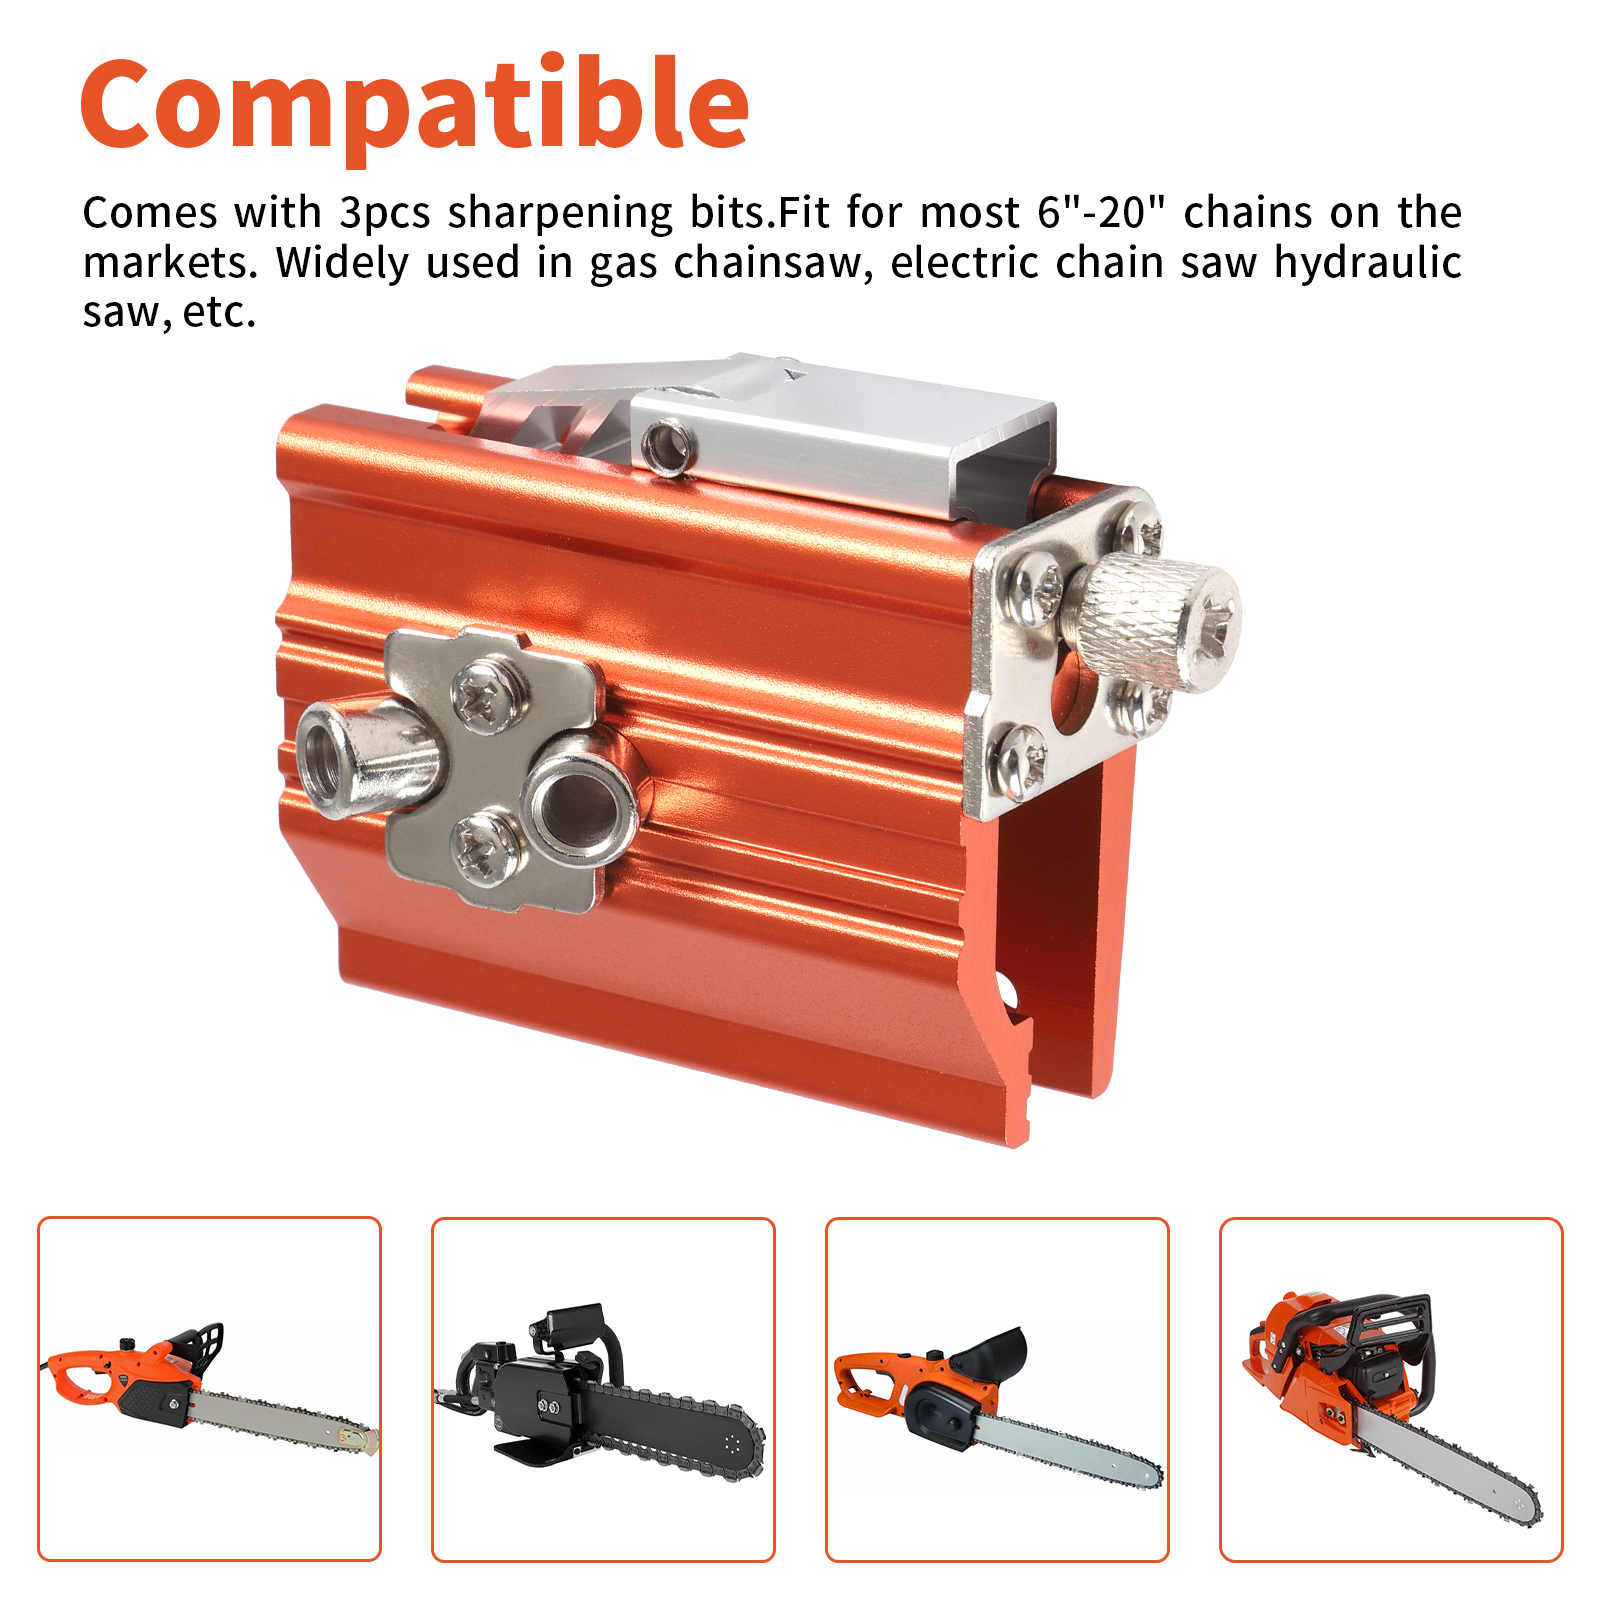 Compatible
Comes with 3pcs sharpening bits.Fit for most 6"-20" chains on the
markets. Widely used in gas chainsaw, electric chain saw hydraulic
saw, etc.